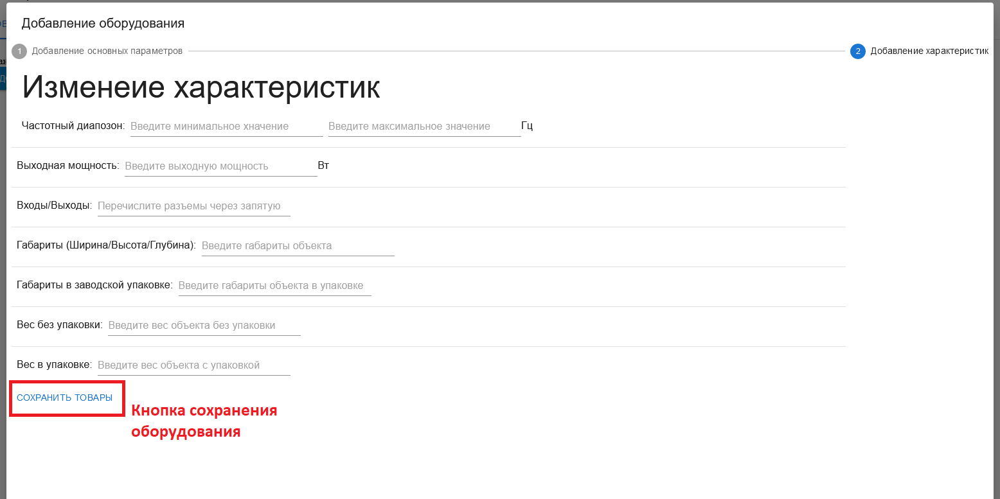 Добавление оборудования
1 Добавление основных параметров
2 Добавление характеристик
Изменеие характеристик
Частотный диапозон: Введите минимальное хначение Введите максимальное значение Гц
Выходная мощность: Введите выходную мощность Вт
Входы/Выходы: Перечислите разъемы через запятую
Габариты (Ширина/Высота/Глубина): Введите габариты объекта
Габариты в заводской упаковке: Введите габариты объекта в упаковке
Вес без упаковки: Введите вес объекта без упаковки
Вес в упаковке: Введите вес объекта с упаковкой
СОХРАНИТЬ ТОВАРЫ
Кнопка сохранения
оборудования